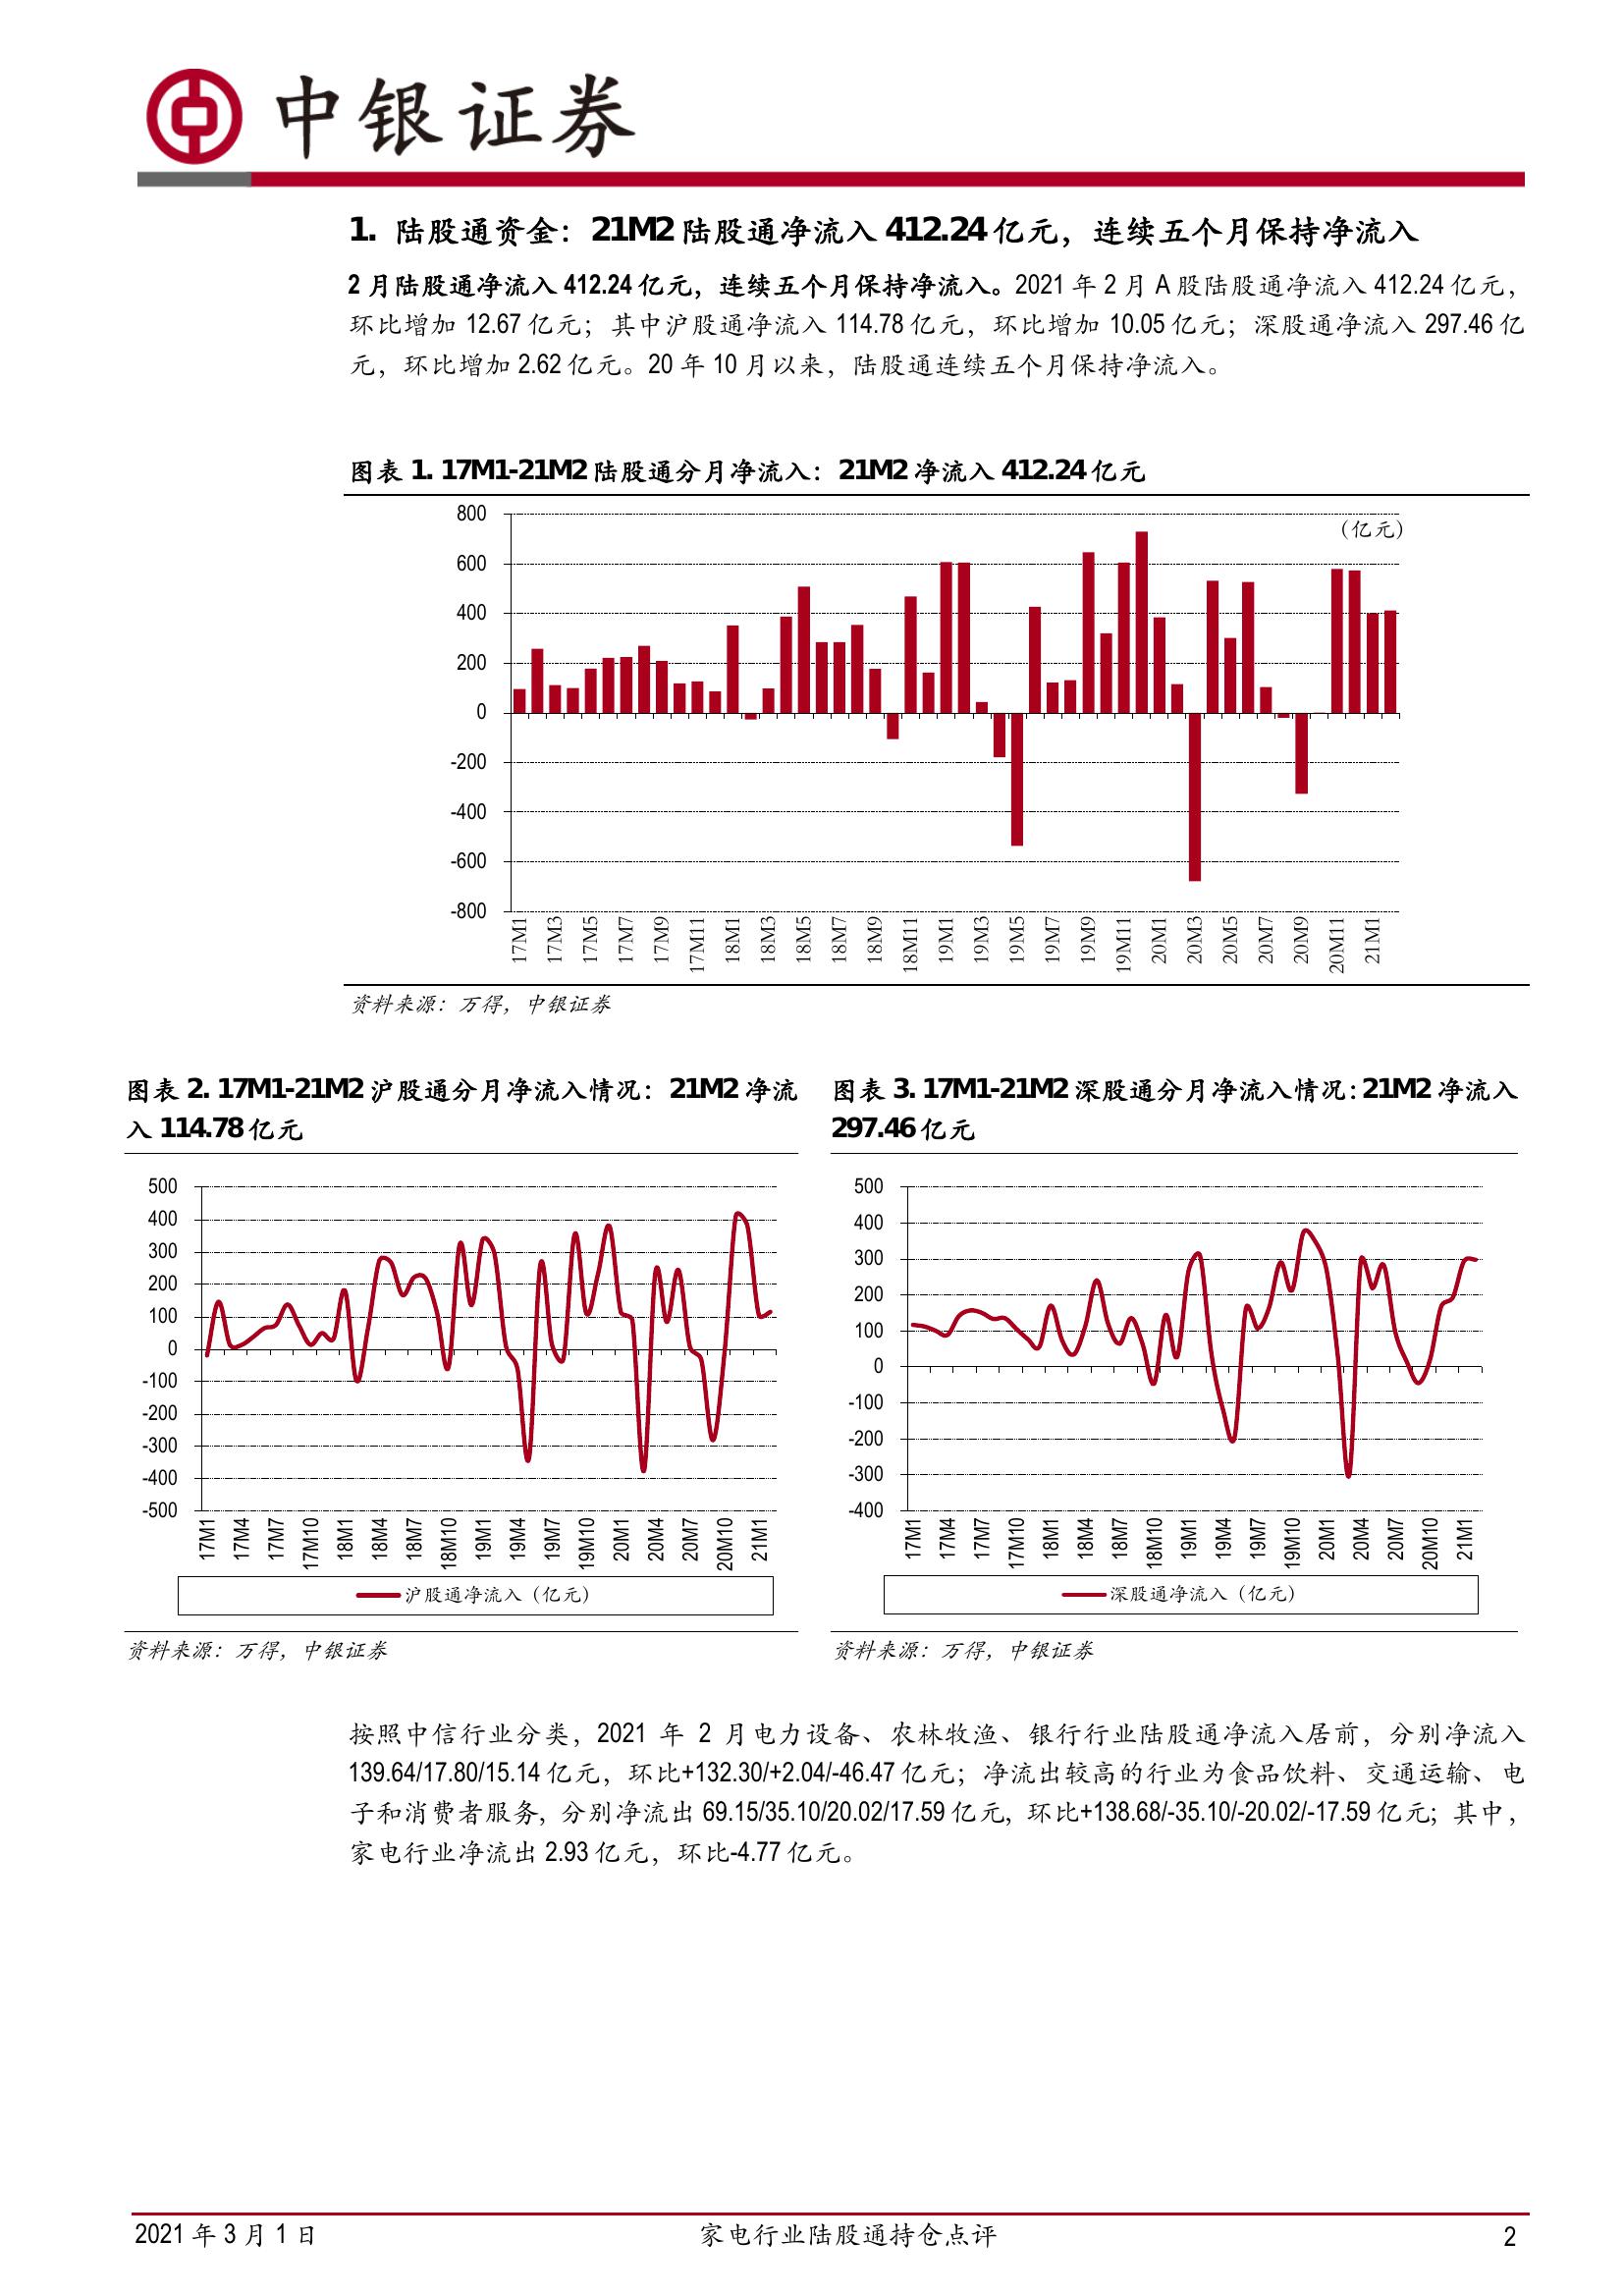 中银证券
1. 陆股通资金：21M2 陆股通净流入 412.24 亿元，连续五个月保持净流入
2 月陆股通净流入 412.24 亿元，连续五个月保持净流入。2021 年 2 月 A 股陆股通净流入 412.24 亿元，
环比增加 12.67 亿元；其中沪股通净流入 114.78 亿元，环比增加 10.05 亿元；深股通净流入 297.46 亿
元，环比增加 2.62 亿元。20 年 10 月以来，陆股通连续五个月保持净流入。
图表 1. 17M1-21M2 陆股通分月净流入：21M2 净流入 412.24 亿元
（亿元）
800
600
400
200
0
-200
-400
-600
-800
17M1 17M3 17M5 17M7 17M9 17M11 18M1 18M3 18M5 18M7 18M9 18M11 19M1 19M3 19M5 19M7 19M9 19M11 20M1 20M3 20M5 20M7 20M9 20M11 21M1
资料来源：万得，中银证券
图表 2. 17M1-21M2 沪股通分月净流入情况：21M2 净流
入 114.78 亿元
500
400
300
200
100
0
-100
-200
-300
-400
-500
17M1 17M4 17M7 17M10 18M1 18M4 18M7 18M10 19M1 19M4 19M7 19M10 20M1 20M4 20M7 20M10 21M1
沪股通净流入（亿元）
资料来源：万得，中银证券
图表 3. 17M1-21M2 深股通分月净流入情况：21M2 净流入
297.46 亿元
500
400
300
200
100
0
-100
-200
-300
-400
17M1 17M4 17M7 17M10 18M1 18M4 18M7 18M10 19M1 19M4 19M7 19M10 20M1 20M4 20M7 20M10 21M1
深股通净流入（亿元）
资料来源：万得，中银证券
按照中信行业分类，2021 年 2 月电力设备、农林牧渔、银行行业陆股通净流入居前，分别净流入
139.64/17.80/15.14 亿元，环比+132.30/+2.04/-46.47 亿元；净流出较高的行业为食品饮料、交通运输、电
子和消费者服务，分别净流出 69.15/35.10/20.02/17.59 亿元，环比+138.68/-35.10/-20.02/-17.59 亿元；其中，
家电行业净流出 2.93 亿元，环比-4.77 亿元。
2021 年 3 月 1 日
家电行业陆股通持仓点评
2